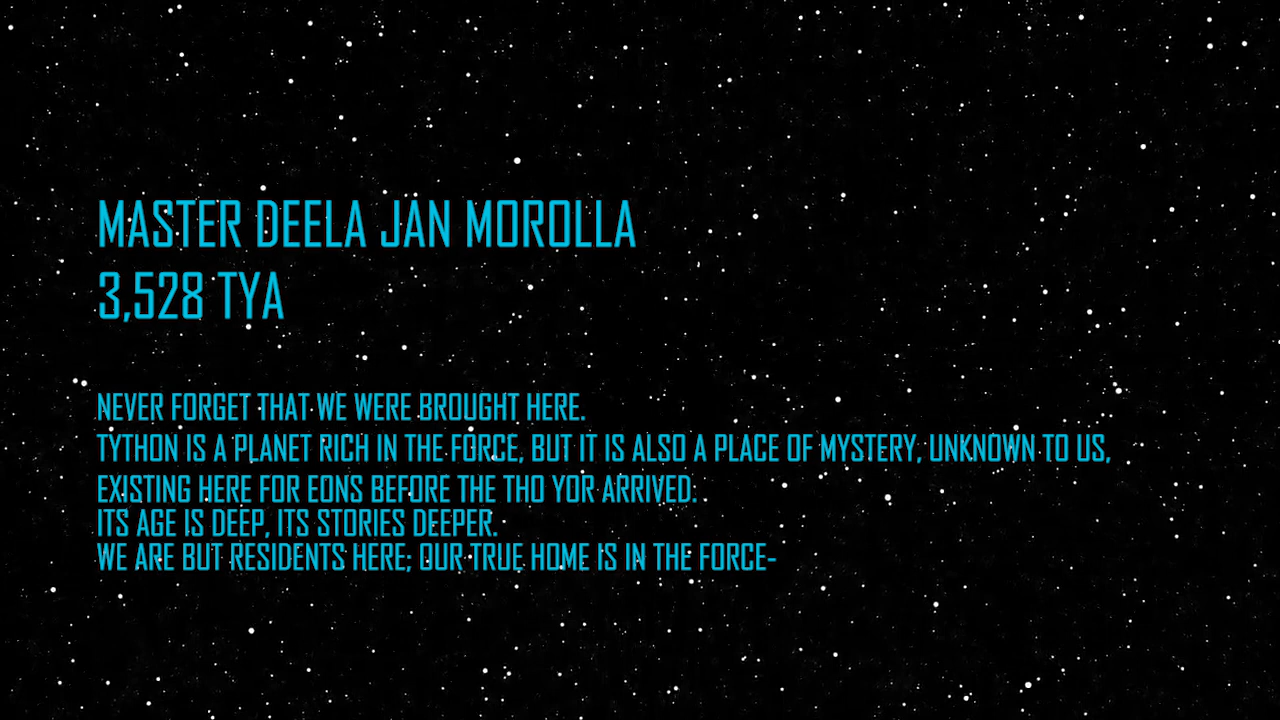 MASTER DEELA JAN MOROLLA
3,528 TYA
NEVER FORGET THAT WE WERE BROUGHT HERE.
TYTHON IS A PLANET RICH IN THE FORCE, BUT IT IS ALSO A PLACE OF MYSTERY, UNKNOWN TO US,
EXISTING HERE FOR EONS BEFORE THE THO YOR ARRIVED.
ITS AGE IS DEEP, ITS STORIES DEEPER.
WE ARE BUT RESIDENTS HERE; OUR TRUE HOME IS IN THE FORCE-